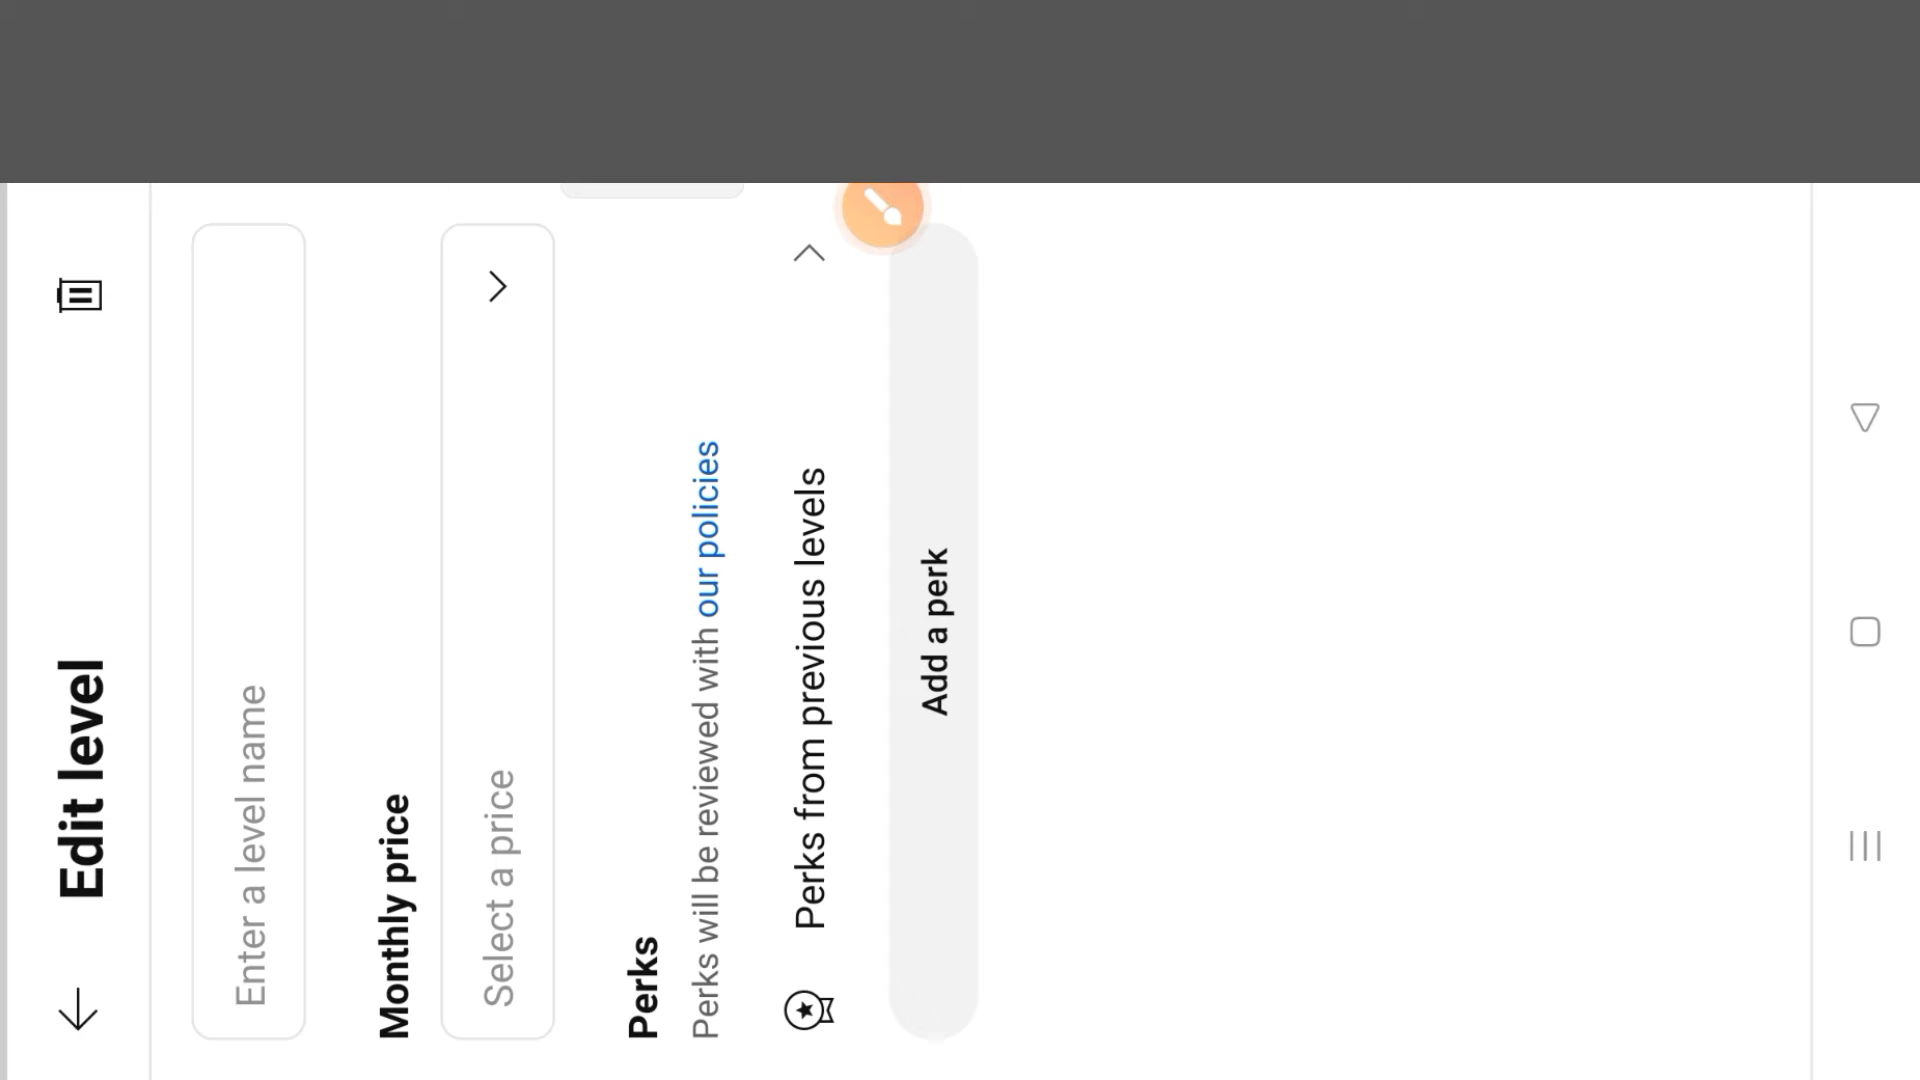 Edit level
Enter a level name
Monthly price
Select a price
Perks
Perks will be reviewed with our policies
Perks from previous levels
Add a perk